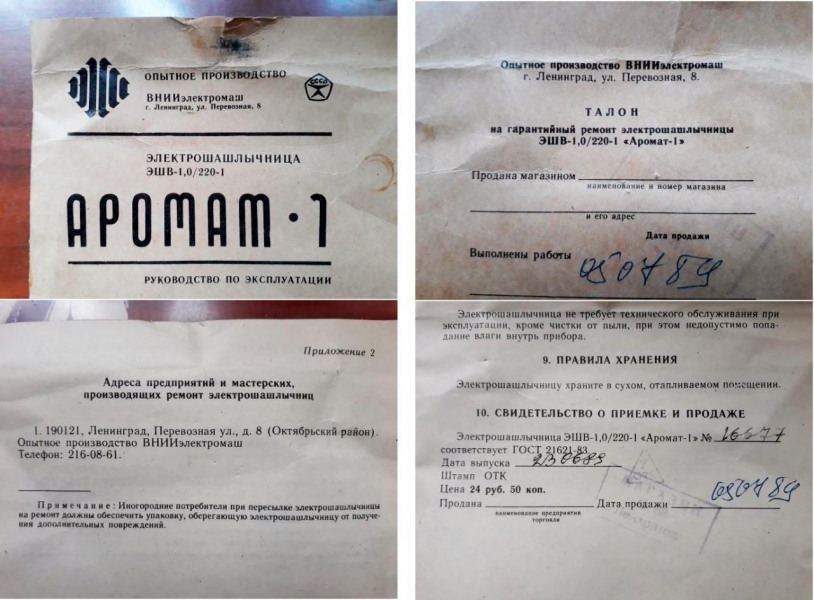 СССР
ОПЫТНОЕ ПРОИЗВОДСТВО
ВНИИэлектромаш
г. Ленинград, ул. Перевозная, 8
ЭЛЕКТРОШАШЛЫЧНИЦА
ЭШВ-1,0/220-1
АРОМАТ·1
РУКОВОДСТВО ПО ЭКСПЛУАТАЦИИ
Опытное производство ВНИИэлектромаш
г. Ленинград, ул. Перевозная, 8.
ТАЛОН
на гарантийный ремонт электрошашлычницы
ЭШВ-1,0/220-1 «Аромат-1»
Продана магазином
наименование и номер магазина
и его адрес
Дата продажи
Выполнены работы
050789
Приложение 2
Адреса предприятий и мастерских,
производящих ремонт электрошашлычниц
1. 190121, Ленинград, Перевозная ул., д. 8 (Октябрьский район).
Опытное производство ВНИИэлектромаш
Телефон: 216-08-61.
Примечание: Иногородние потребители при пересылке электрошашлычницы
на ремонт должны обеспечить упаковку, оберегающую электрошашлычницу от получе-
ния дополнительных повреждений.
Электрошашлычница не требует технического обслуживания при
эксплуатации, кроме чистки от пыли, при этом недопустимо попа-
дание влаги внутрь прибора.
9. ПРАВИЛА ХРАНЕНИЯ
Электрошашлычницу храните в сухом, отапливаемом помещении.
10. СВИДЕТЕЛЬСТВО О ПРИЕМКЕ И ПРОДАЖЕ
Электрошашлычница ЭШВ-1,0/220-1 «Аромат-1» №
соответствует ГОСТ 21621-83
Дата выпуска
Штамп ОТК
Цена 24 руб. 50 коп.
050789
Продана Дата продажи
наименование предприятия
торговли